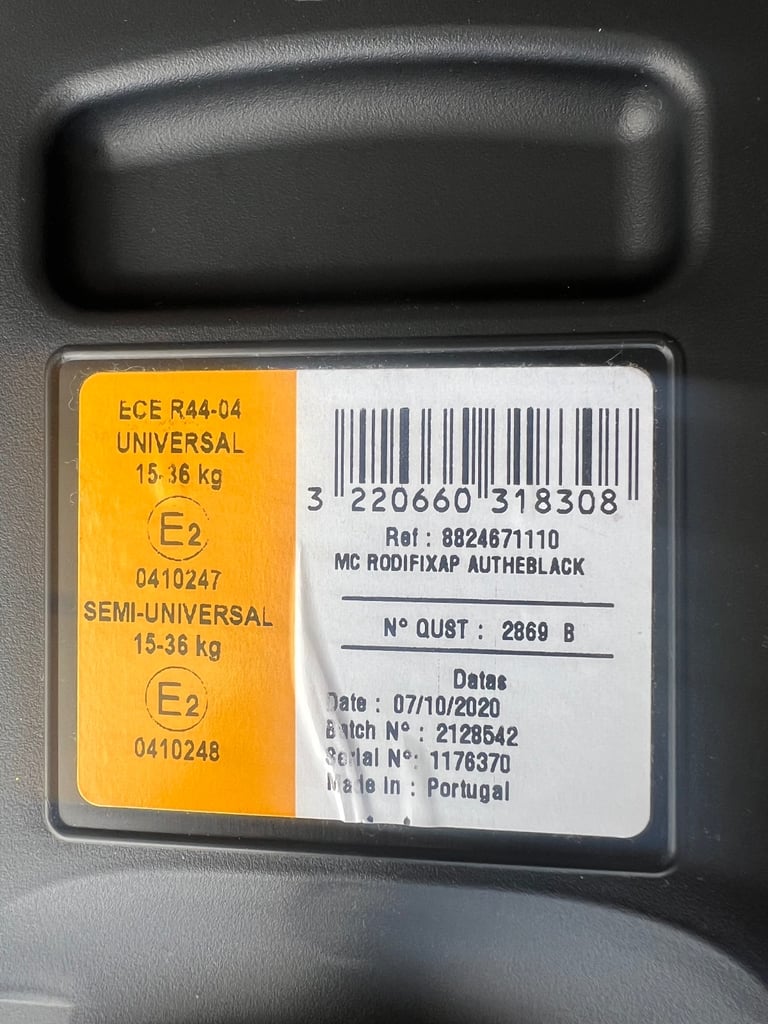 ECE R44-04
UNIVERSAL
15-36 kg
E2
0410247
SEMI-UNIVERSAL
15-36 kg
E2
0410248
3 220660 318308
Ref : 8824671110
MC RODIFIXAP AUTHEBLACK
N° QUST : 2869 B
Datas
Date : 07/10/2020
Batch N° : 2128542
Serial N°: 1176370
Made in : Portugal